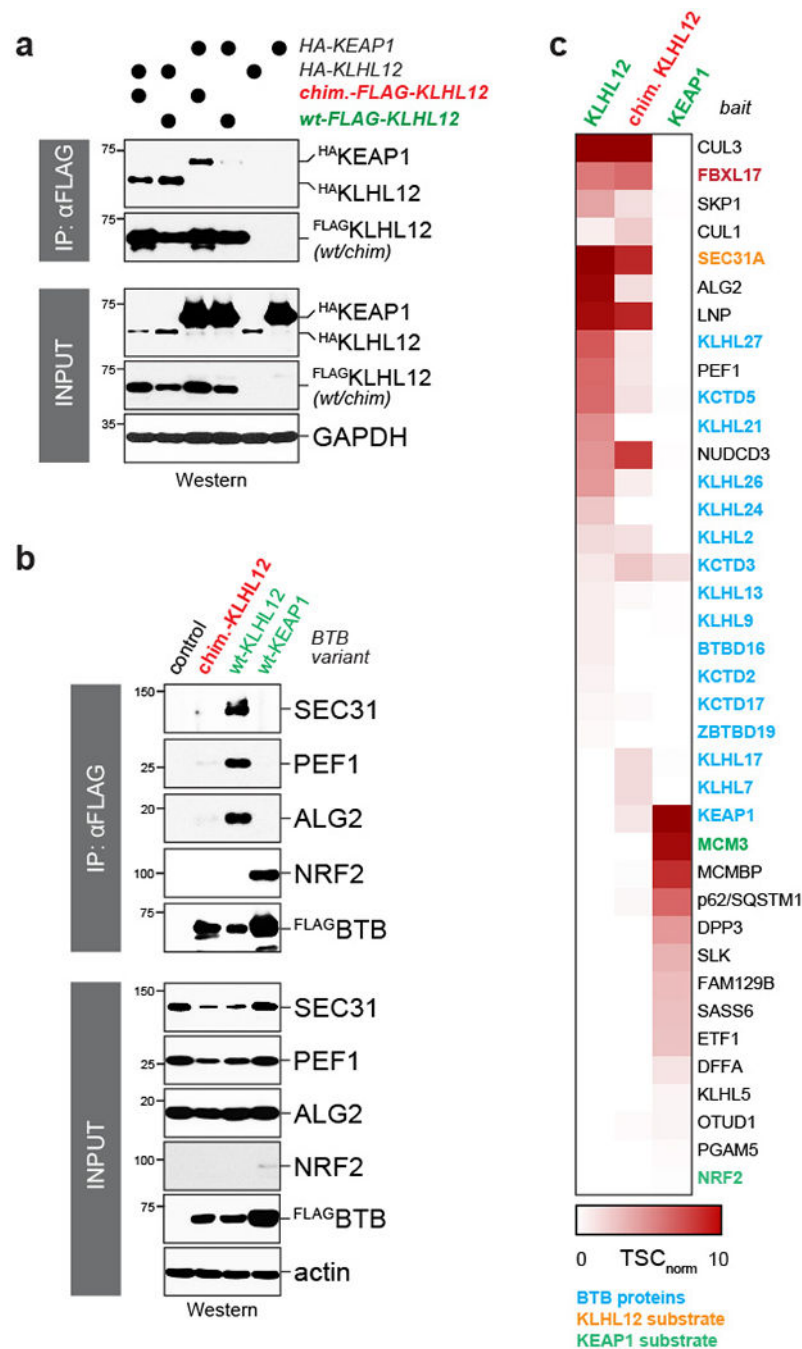 a
HA-KEAP1
HA-KLHL12
chim.-FLAG-KLHL12
wt-FLAG-KLHL12
IP: αFLAG
75
HAKEAP1
HAKLHL12
75
FLAGKLHL12
(wt/chim)
INPUT
75
HAKEAP1
HAKLHL12
FLAGKLHL12
(wt/chim)
35
GAPDH
Western
b
control
chim.-KLHL12
wt-KLHL12
wt-KEAP1
BTB
variant
IP: αFLAG
150
SEC31
25
PEF1
20
ALG2
100
NRF2
75
FLAGBTB
INPUT
150
SEC31
25
PEF1
20
ALG2
100
NRF2
75
FLAGBTB
actin
Western
c
KLHL12
chim. KLHL12
KEAP1
bait
CUL3
FBXL17
SKP1
CUL1
SEC31A
ALG2
LNP
KLHL27
PEF1
KCTD5
KLHL21
NUDCD3
KLHL26
KLHL24
KLHL2
KCTD3
KLHL13
KLHL9
BTBD16
KCTD2
KCTD17
ZBTBD19
KLHL17
KLHL7
KEAP1
MCM3
MCMBP
p62/SQSTM1
DPP3
SLK
FAM129B
SASS6
ETF1
DFFA
KLHL5
OTUD1
PGAM5
NRF2
0 TSCnorm 10
BTB proteins
KLHL12 substrate
KEAP1 substrate